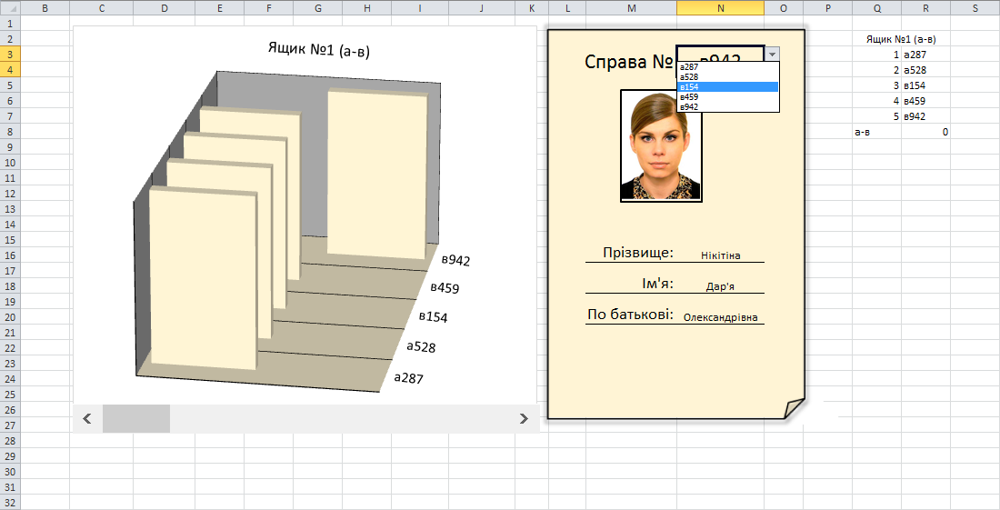 B C D E F G H I J K L M N O P Q R S
1
2
3
4
5
6
7
8
9
10
11
12
13
14
15
16
17
18
19
20
21
22
23
24
25
26
27
28
29
30
31
32
Ящик №1 (а-в)
в942
в459
в154
а528
а287
Справа № в942
а287
а528
в154
в459
в942
Прізвище: Нікітіна
Ім'я: Дар'я
По батькові: Олександрівна
Ящик №1 (а-в)
1 а287
2 а528
3 в154
4 в459
5 в942
а-в 0